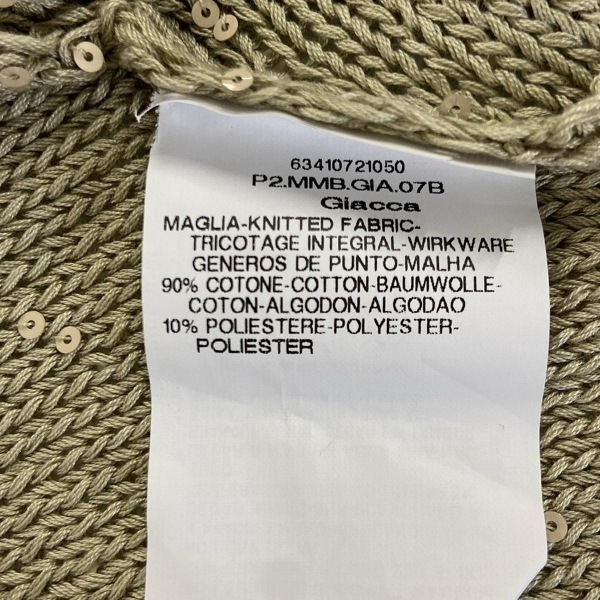 63410721050
P2.MMB.GIA.07B
Giacca
MAGLIA-KNITTED FABRIC-
TRICOTAGE INTEGRAL-WIRKWARE
GENEROS DE PUNTO-MALHA
90% COTONE-COTTON-BAUMWOLLE-
COTON-ALGODON-ALGODAO
10% POLIESTERE-POLYESTER-
POLIESTER